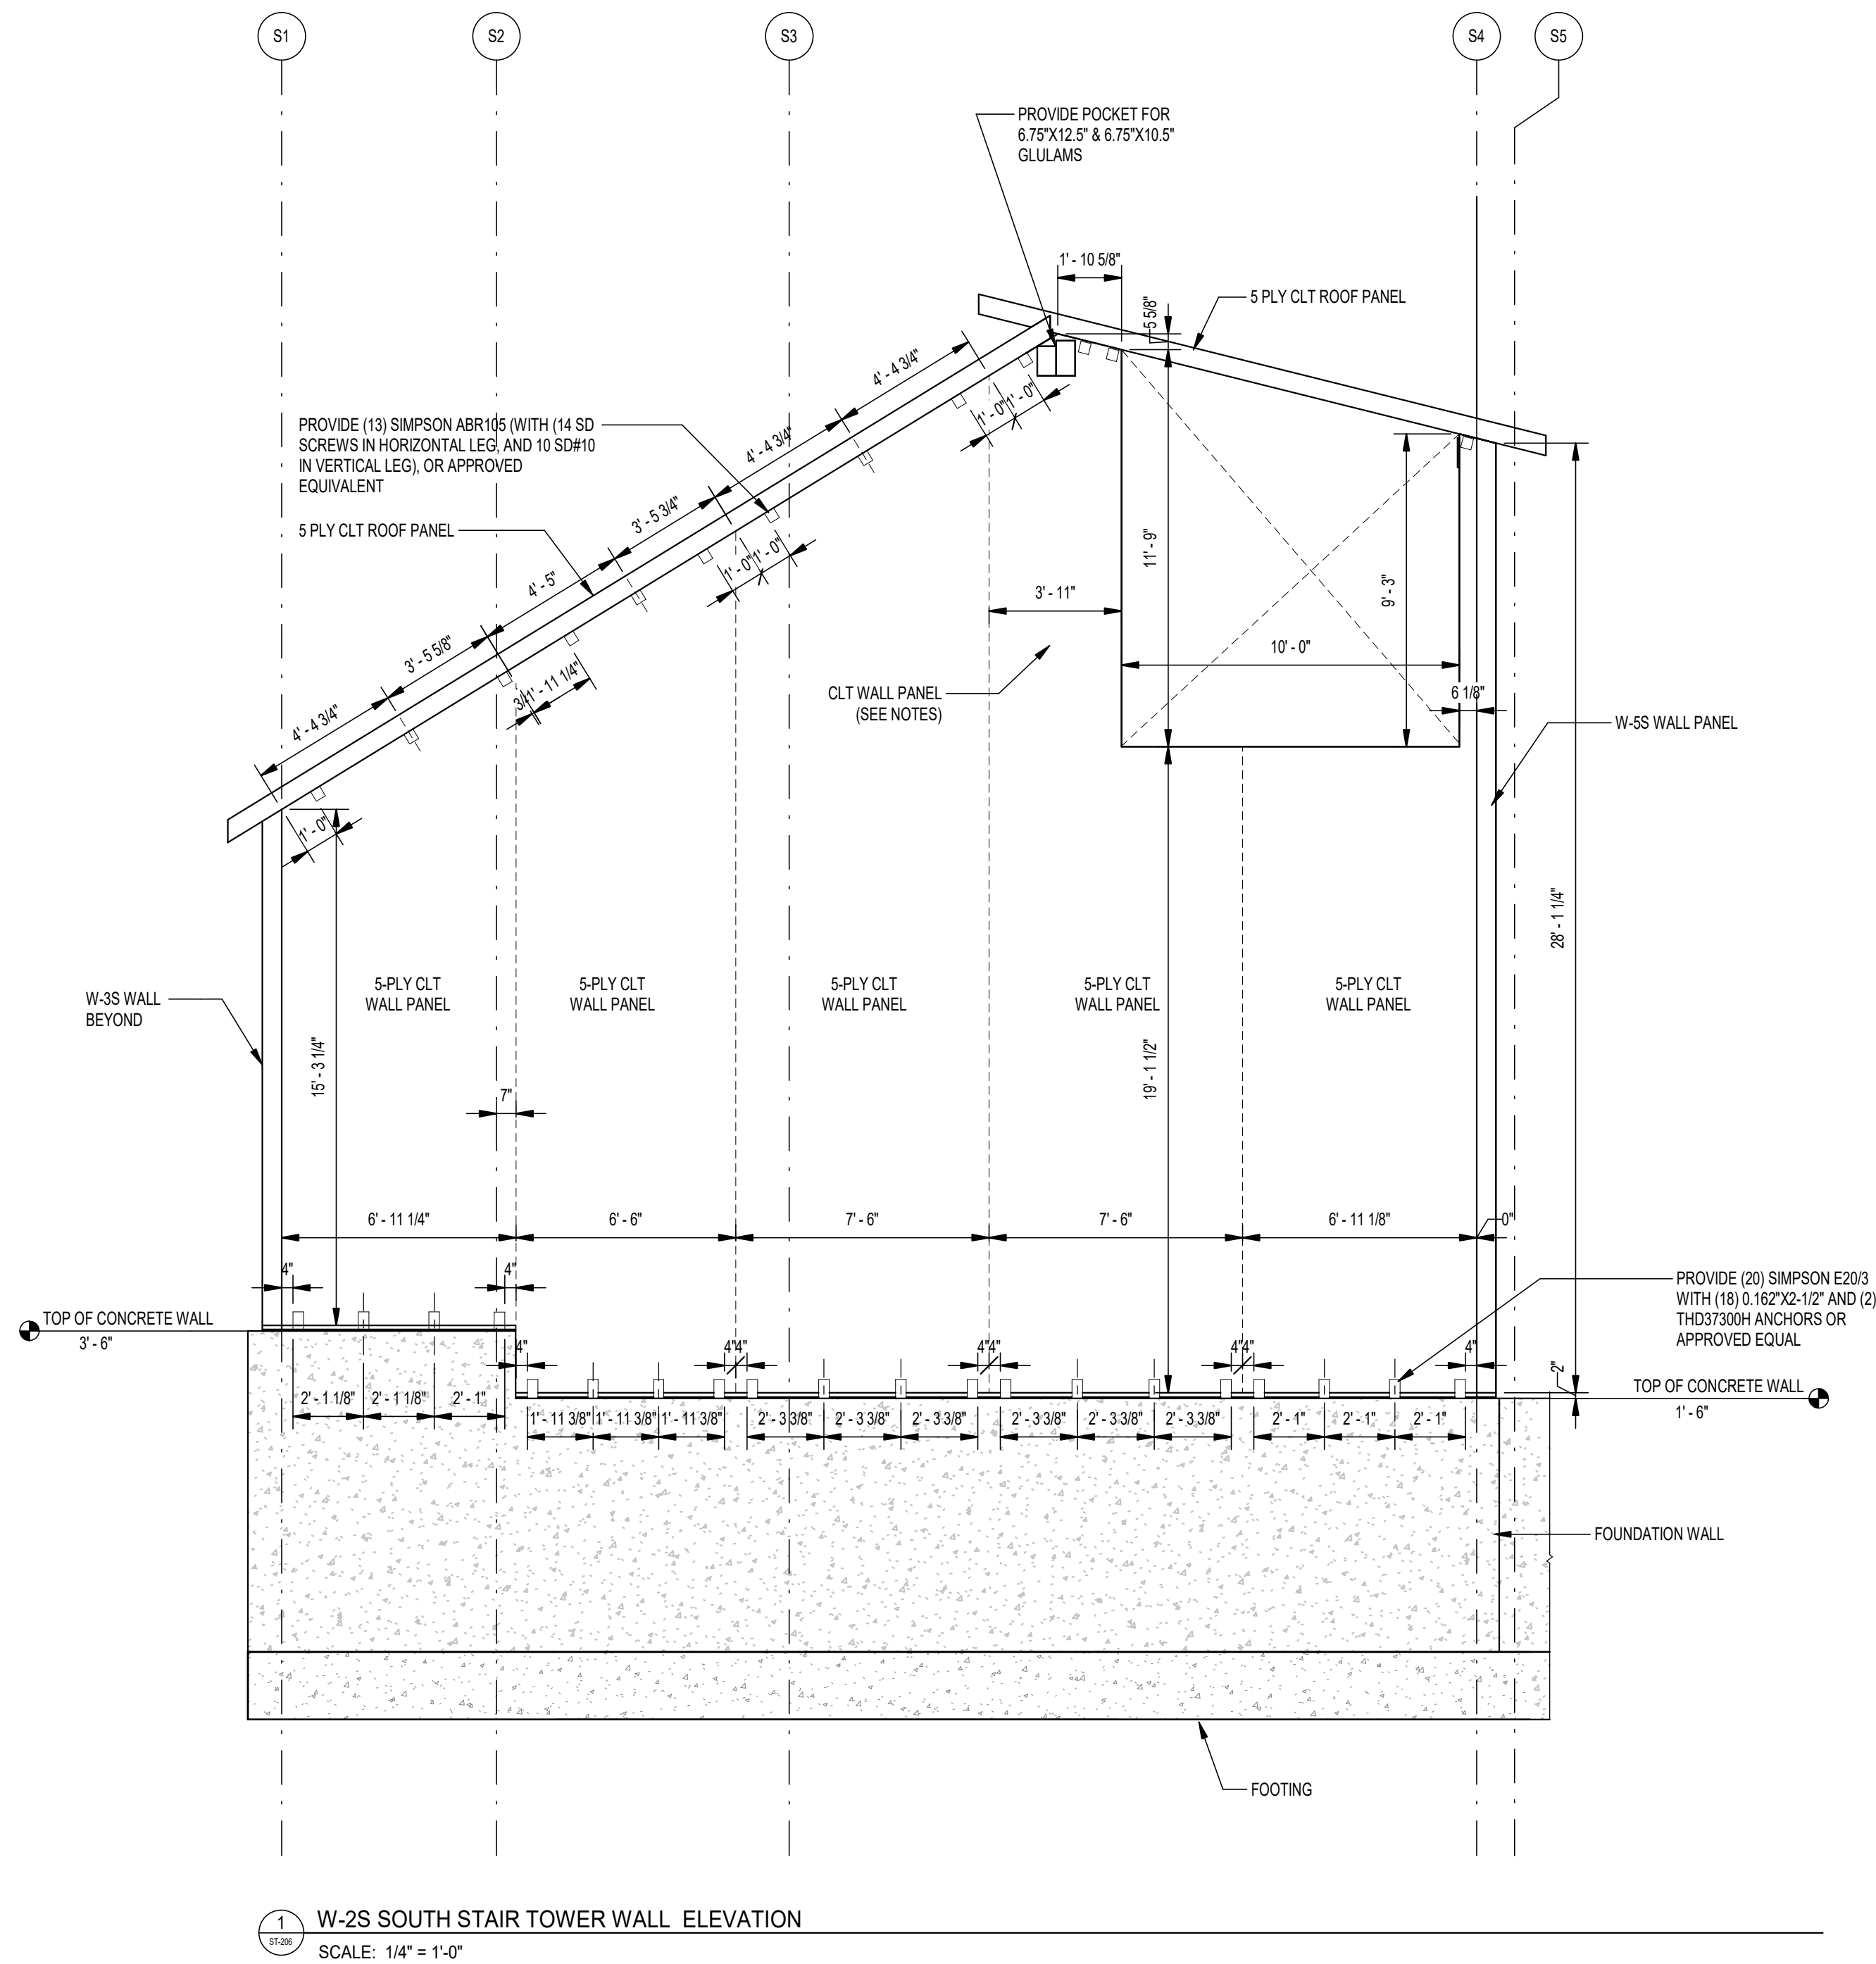 S1
S2
S3
S4
S5
PROVIDE POCKET FOR
6.75"X12.5" & 6.75"X10.5"
GLULAMS
1' - 10 5/8"
5 5/8"
5 PLY CLT ROOF PANEL
4' - 4 3/4"
4' - 4 3/4"
3' - 5 3/4"
4' - 5"
3' - 5 5/8"
4' - 4 3/4"
1' - 0"
1' - 0"
PROVIDE (13) SIMPSON ABR105 (WITH (14 SD
SCREWS IN HORIZONTAL LEG, AND 10 SD#10
IN VERTICAL LEG), OR APPROVED
EQUIVALENT
5 PLY CLT ROOF PANEL
1' - 0"
1' - 0"
1' - 11 1/4"
1' - 0"
11' - 9"
9' - 3"
3' - 11"
10' - 0"
6 1/8"
CLT WALL PANEL
(SEE NOTES)
W-5S WALL PANEL
28' - 1 1/4"
5-PLY CLT
WALL PANEL
5-PLY CLT
WALL PANEL
5-PLY CLT
WALL PANEL
5-PLY CLT
WALL PANEL
5-PLY CLT
WALL PANEL
W-3S WALL
BEYOND
15' - 3 1/4"
19' - 1 1/2"
7"
6' - 11 1/4"
6' - 6"
7' - 6"
7' - 6"
6' - 11 1/8"
0"
4"
4"
PROVIDE (20) SIMPSON E20/3
WITH (18) 0.162"X2-1/2" AND (2)
THD37300H ANCHORS OR
APPROVED EQUAL
TOP OF CONCRETE WALL
3' - 6"
4"
4"
4"
4"
4"
4"
4"
4"
2"
TOP OF CONCRETE WALL
1' - 6"
2' - 1 1/8"
2' - 1 1/8"
2' - 1"
1' - 11 3/8"
1' - 11 3/8"
1' - 11 3/8"
2' - 3 3/8"
2' - 3 3/8"
2' - 3 3/8"
2' - 3 3/8"
2' - 3 3/8"
2' - 3 3/8"
2' - 1"
2' - 1"
2' - 1"
FOUNDATION WALL
FOOTING
1
ST-206
W-2S SOUTH STAIR TOWER WALL ELEVATION
SCALE: 1/4" = 1'-0"